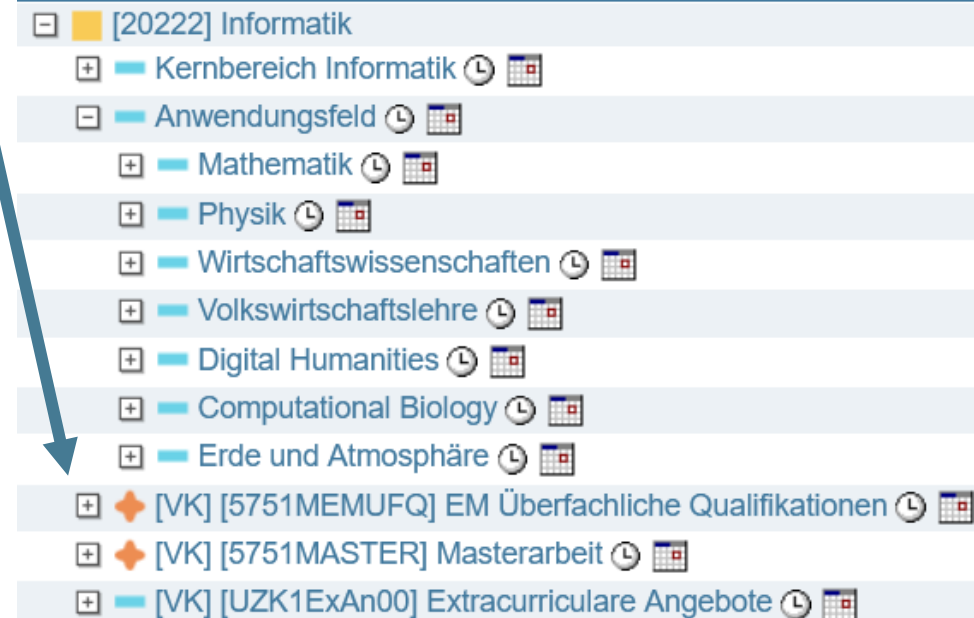 [20222] Informatik
Kernbereich Informatik
Anwendungsfeld
Mathematik
Physik
Wirtschaftswissenschaften
Volkswirtschaftslehre
Digital Humanities
Computational Biology
Erde und Atmosphäre
[VK] [5751MEMUFQ] EM Überfachliche Qualifikationen
[VK] [5751MASTER] Masterarbeit
[VK] [UZK1ExAn00] Extracurriculare Angebote